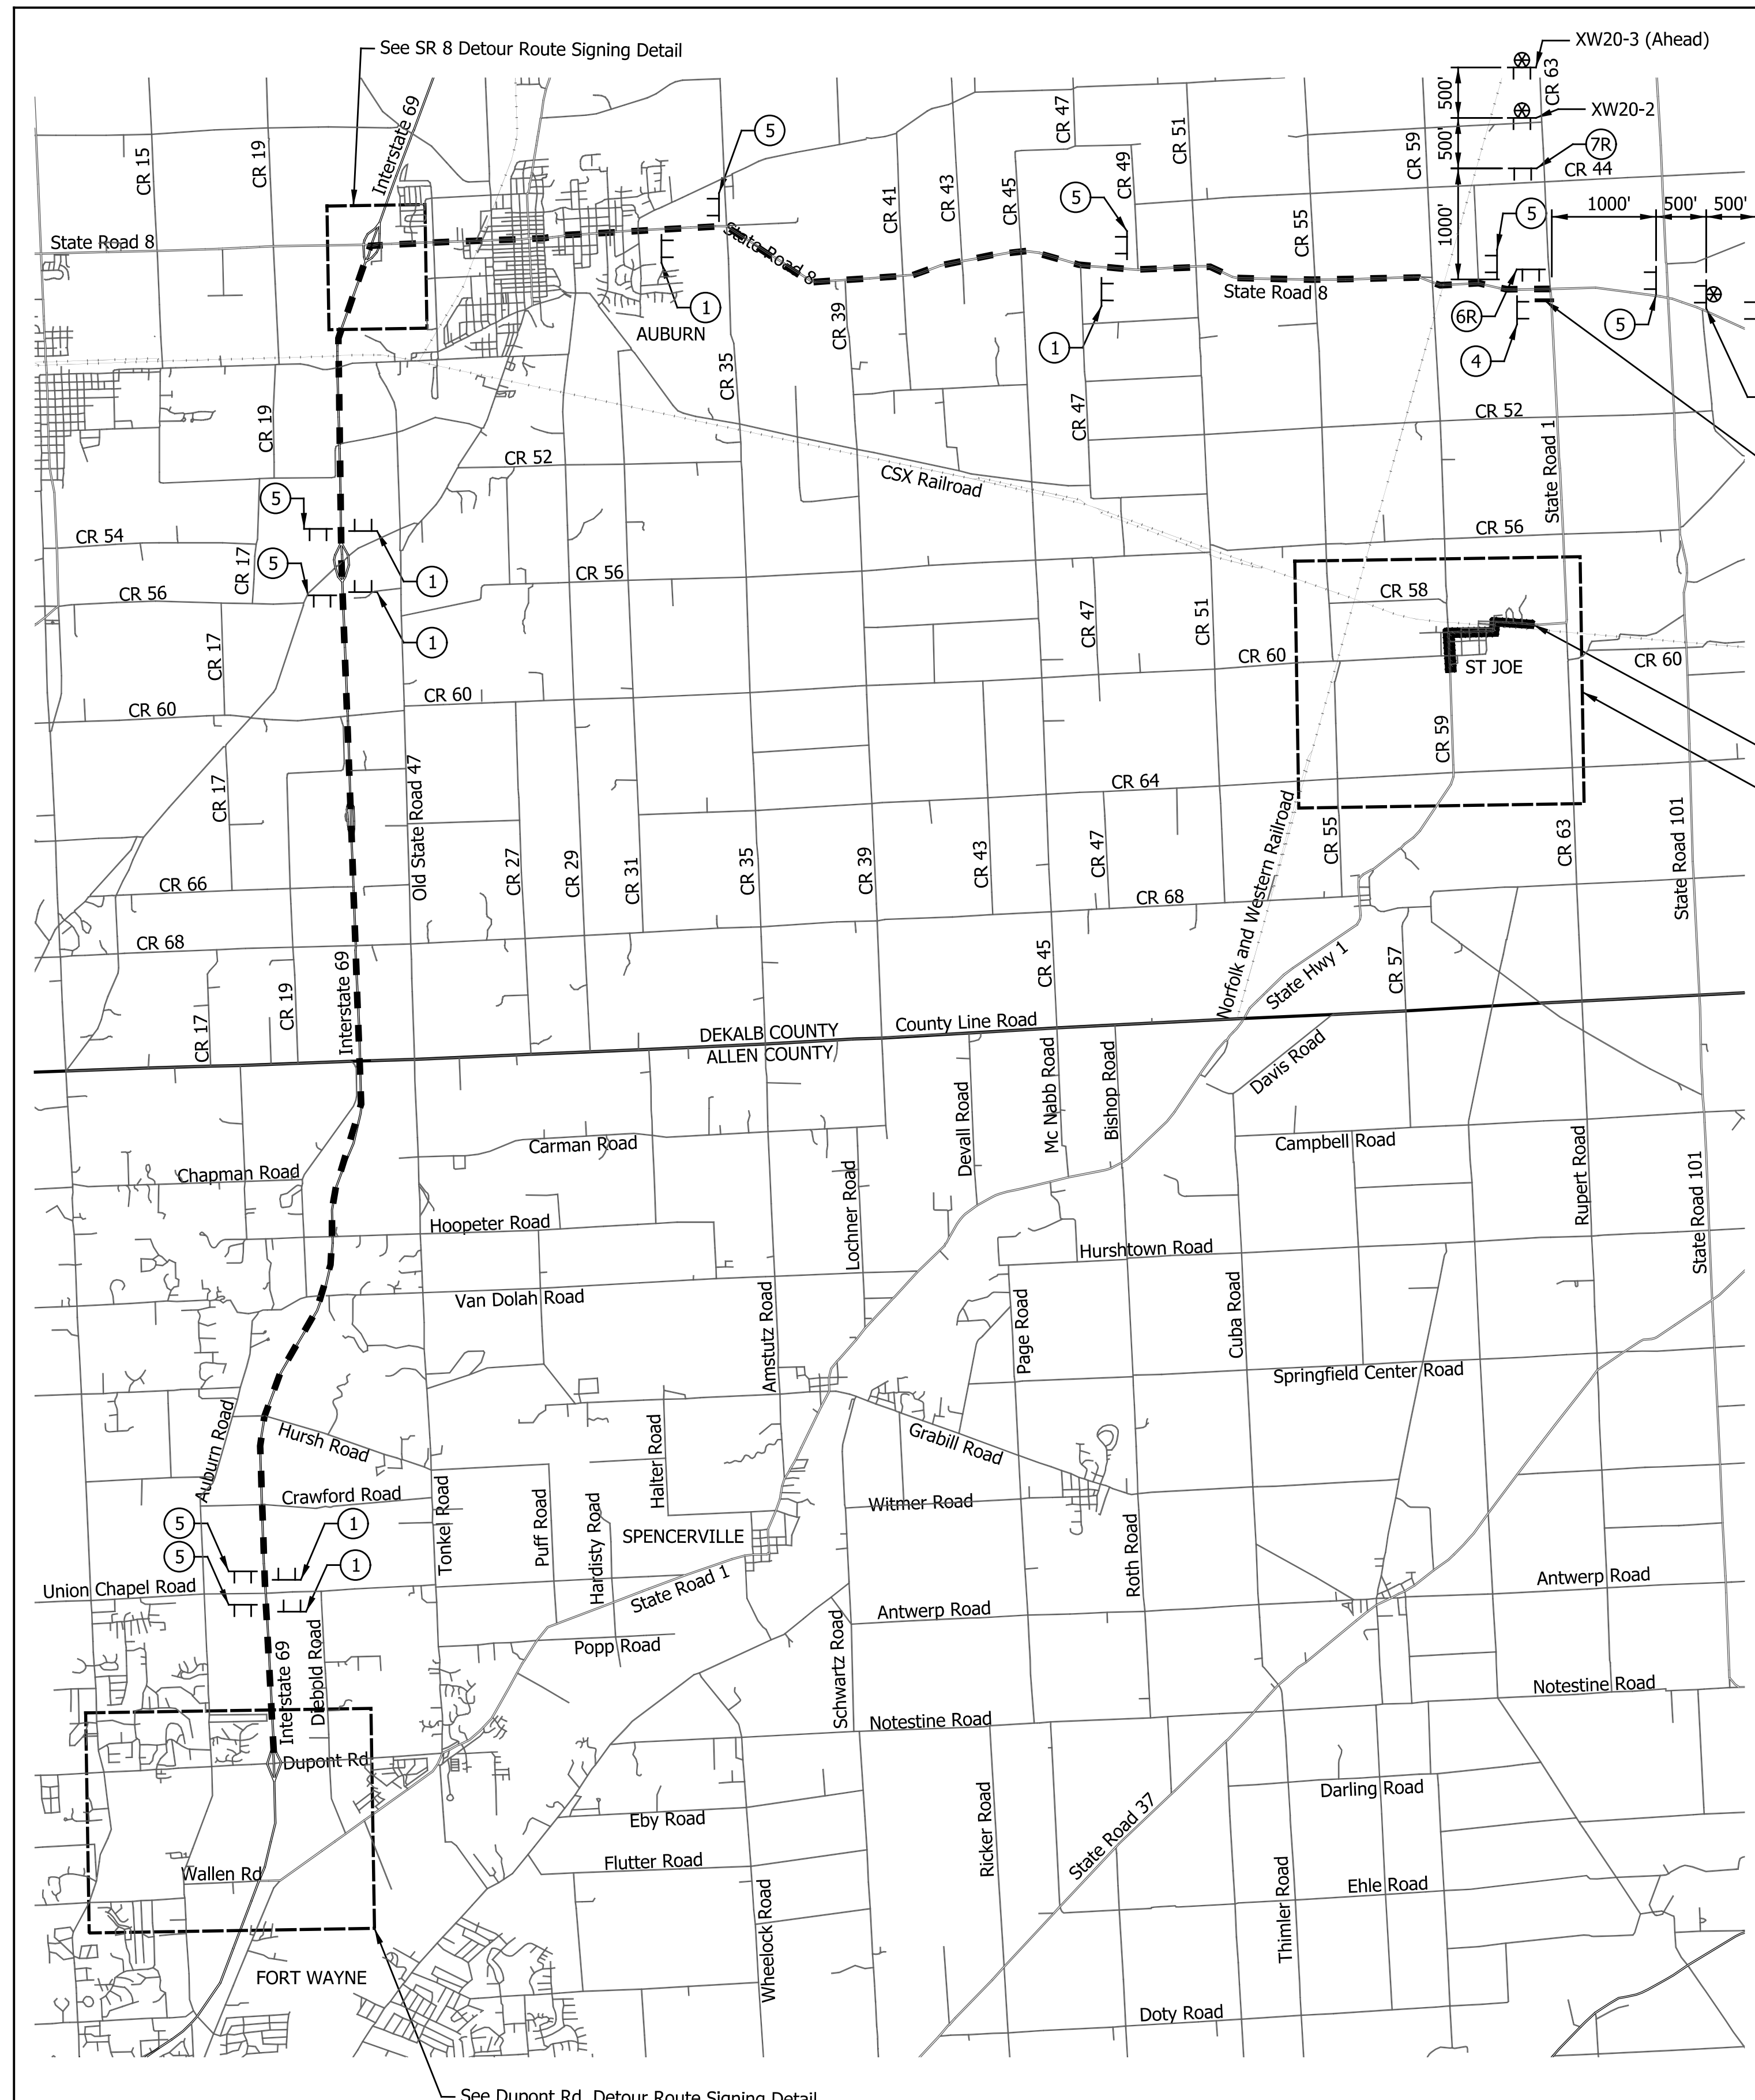 See SR 8 Detour Route Signing Detail
XW20-3 (Ahead)
CR 63
500'
XW20-2
500'
7R
CR 44
1000'
5
1000'
500'
500'
CR 15
CR 19
Interstate 69
5
CR 41
CR 43
CR 45
CR 47
CR 49
CR 51
CR 59
CR 55
5
State Road 8
State Road 8
State Road 8
1
AUBURN
CR 39
1
6R
4
5
CR 35
CR 19
CR 47
CR 52
State Road 1
CR 52
CSX Railroad
5
CR 54
CR 17
5
1
CR 56
CR 56
CR 56
1
CR 58
CR 17
CR 47
CR 51
CR 60
ST JOE
CR 60
CR 60
CR 60
CR 59
CR 17
Old State Road 47
CR 64
Norfolk and Western Railroad
CR 27
CR 29
CR 31
CR 35
CR 39
CR 43
CR 47
CR 55
CR 63
State Road 101
CR 66
CR 68
CR 68
CR 45
CR 57
State Hwy 1
Interstate 69
CR 19
CR 17
DEKALB COUNTY
County Line Road
ALLEN COUNTY
Mc Nabb Road
Bishop Road
Davis Road
Devall Road
Carman Road
Campbell Road
Chapman Road
Rupert Road
State Road 101
Lochner Road
Hoopeter Road
Hurshtown Road
Van Dolah Road
Amstutz Road
Page Road
Cuba Road
Springfield Center Road
Auburn Road
Hursh Road
Halter Road
Grabill Road
Crawford Road
Tonkel Road
Puff Road
Hardisty Road
Witmer Road
Roth Road
5
1
SPENCERVILLE
5
1
Union Chapel Road
State Road 1
Antwerp Road
Antwerp Road
Popp Road
Schwartz Road
Interstate 69
Diebold Road
Notestine Road
Notestine Road
Dupont Rd
Ricker Road
State Road 37
Darling Road
Eby Road
Flutter Road
Wallen Rd
Wheelock Road
Thimler Road
Ehle Road
FORT WAYNE
Doty Road
See Dupont Rd. Detour Route Signing Detail